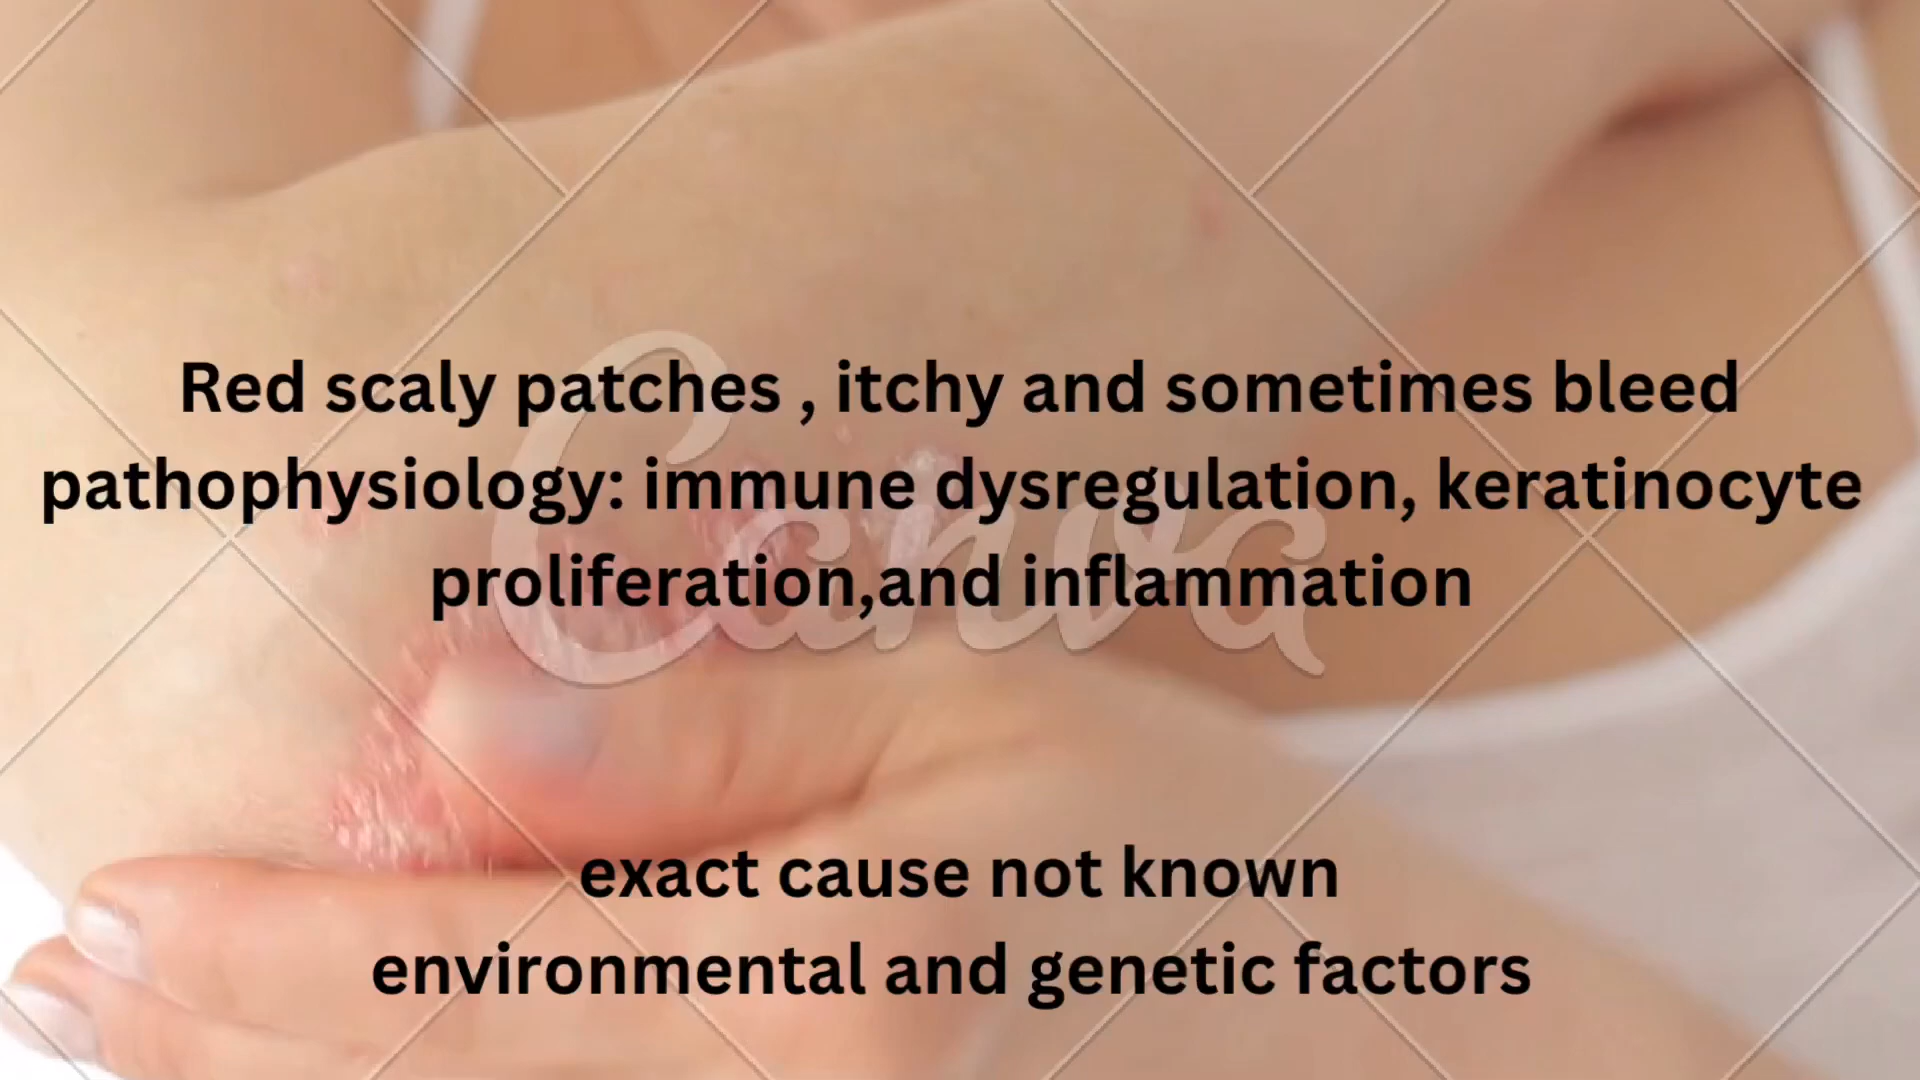 Red scaly patches , itchy and sometimes bleed
pathophysiology: immune dysregulation, keratinocyte
proliferation,and inflammation
Canva
exact cause not known
environmental and genetic factors